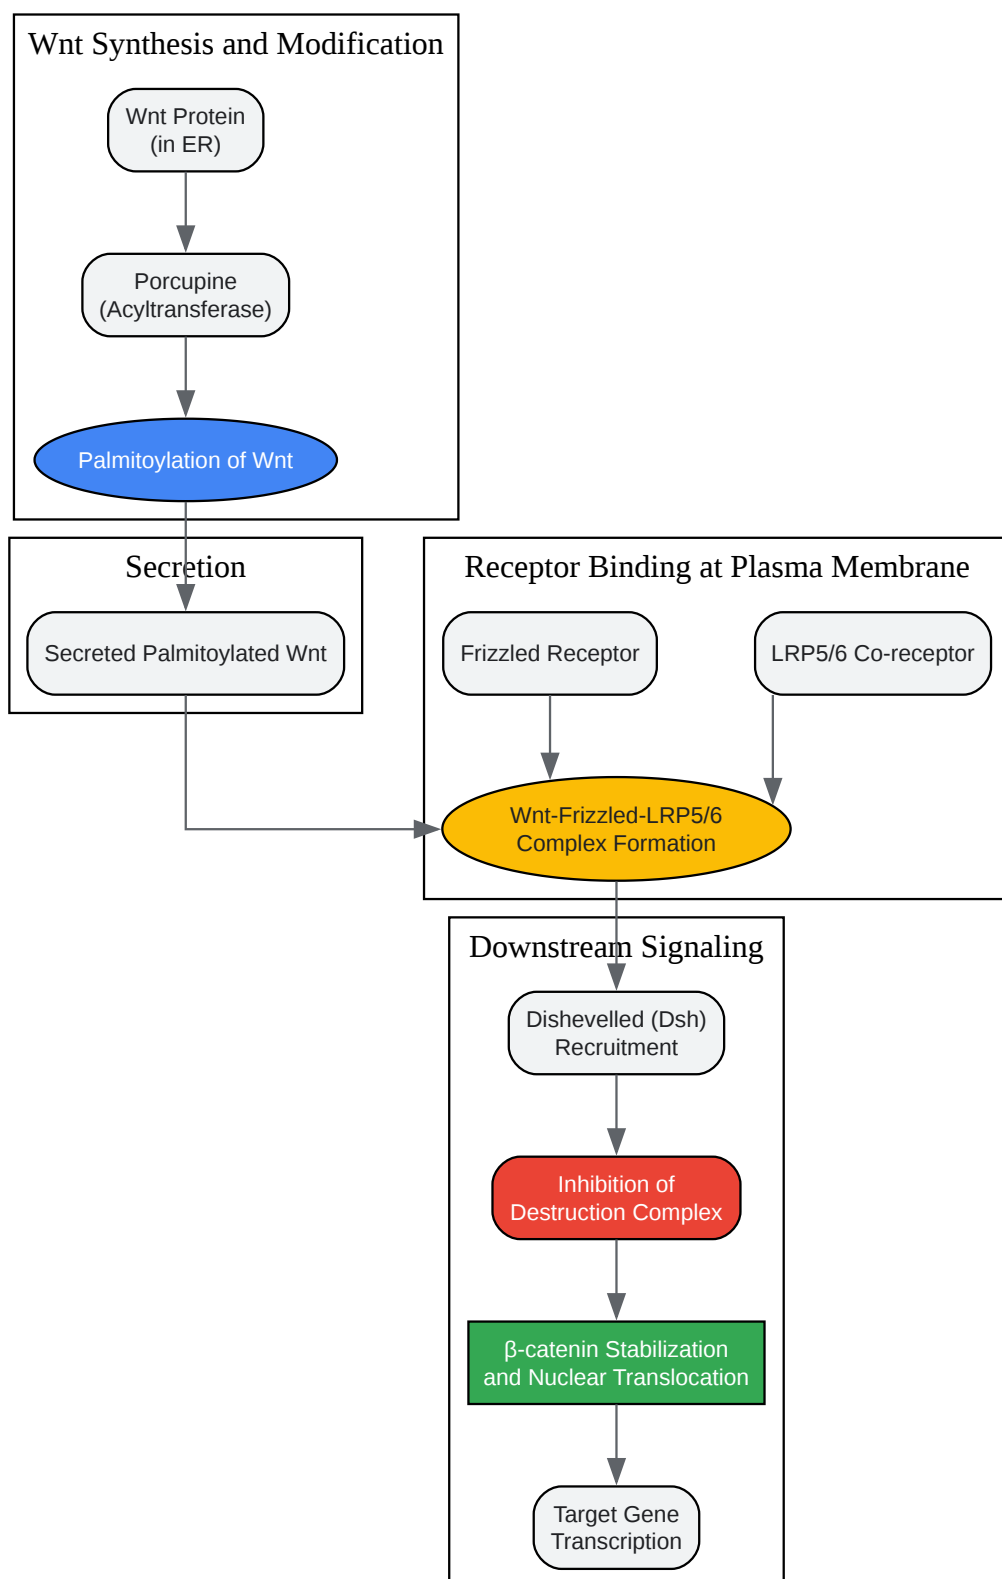 Wnt Synthesis and Modification
Wnt Protein
(in ER)
Porcupine
(Acyltransferase)
Palmitoylation of Wnt
Secretion
Secreted Palmitoylated Wnt
Receptor Binding at Plasma Membrane
Frizzled Receptor
LRP5/6 Co-receptor
Wnt-Frizzled-LRP5/6
Complex Formation
Downstream Signaling
Dishevelled (Dsh)
Recruitment
Inhibition of
Destruction Complex
β-catenin Stabilization
and Nuclear Translocation
Target Gene
Transcription